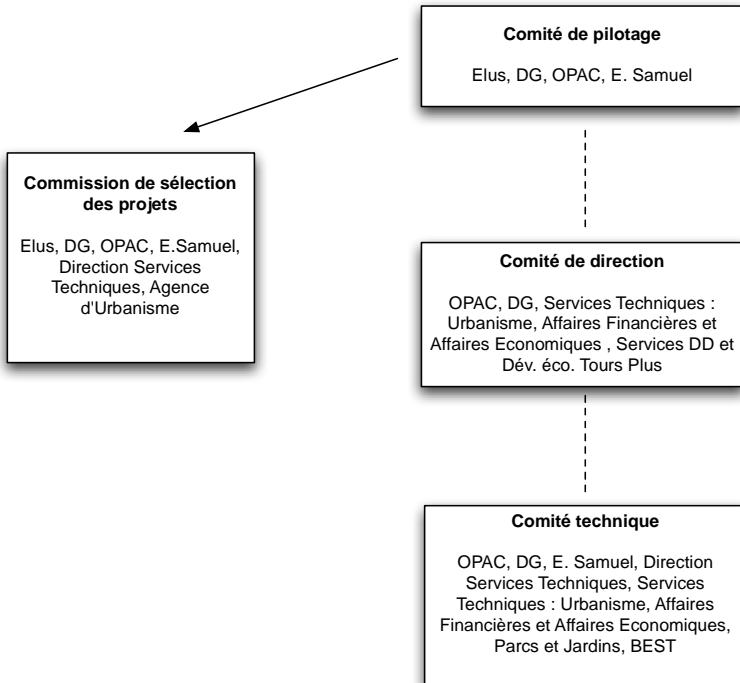 Comité de pilotage
Elus, DG, OPAC, E. Samuel
Commission de sélection
des projets
Elus, DG, OPAC, E.Samuel,
Direction Services
Techniques, Agence
d'Urbanisme
Comité de direction
OPAC, DG, Services Techniques :
Urbanisme, Affaires Financières et
Affaires Economiques , Services DD et
Dév. éco. Tours Plus
Comité technique
OPAC, DG, E. Samuel, Direction
Services Techniques, Services
Techniques : Urbanisme, Affaires
Financières et Affaires Economiques,
Parcs et Jardins, BEST